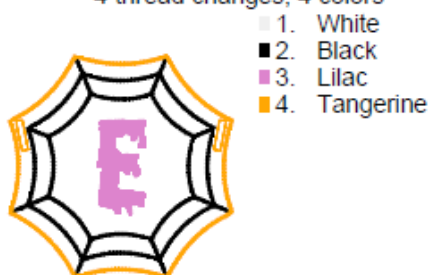 4 thread changes, 4 colors
1. White
2. Black
3. Lilac
4. Tangerine
E